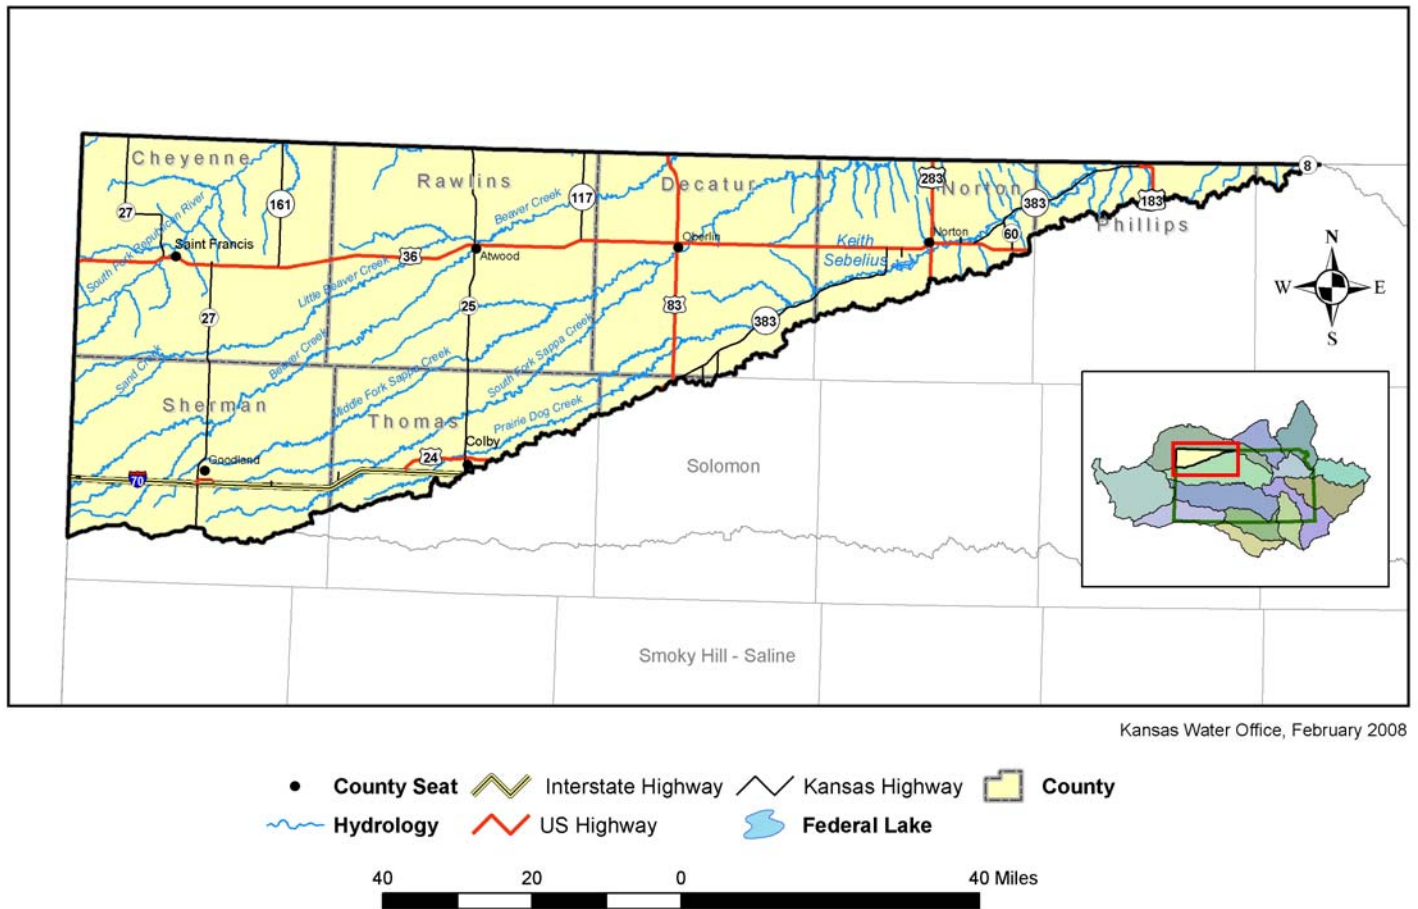 8
Cheyenne
Rawlins
Decatur
283
Norton
27
161
117
Beaver Creek
383
183
Phillips
South Fork Republican River
Saint Francis
36
Atwood
Oberlin
Keith
Sebelius
Norton
60
Little Beaver Creek
27
25
83
383
Sand Creek
Beaver Creek
Middle Fork Sappa Creek
South Fork Sappa Creek
Sherman
Thomas
Prairie Dog Creek
Colby
24
Goodland
70
Solomon
Smoky Hill - Saline
N
W
E
S
Kansas Water Office, February 2008
County Seat
Interstate Highway
Kansas Highway
County
Hydrology
US Highway
Federal Lake
40
20
0
40 Miles